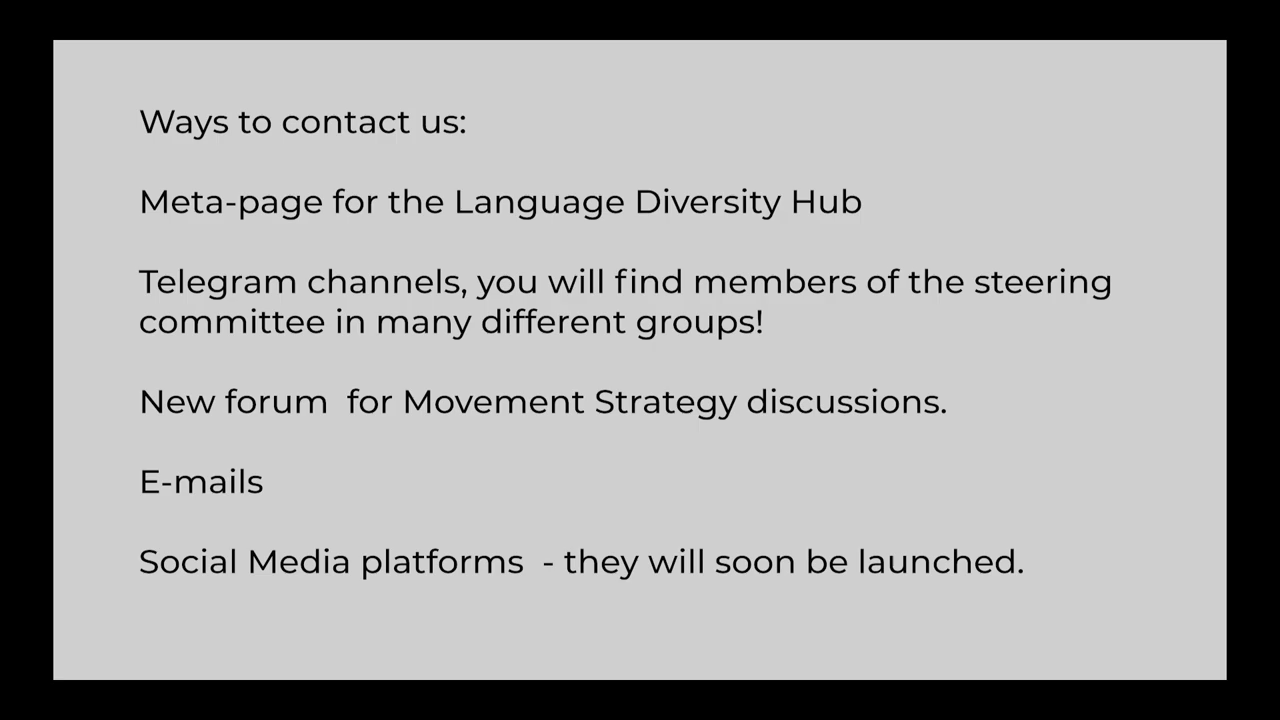 Ways to contact us:
Meta-page for the Language Diversity Hub
Telegram channels, you will find members of the steering
committee in many different groups!
New forum  for Movement Strategy discussions.
E-mails
Social Media platforms  - they will soon be launched.